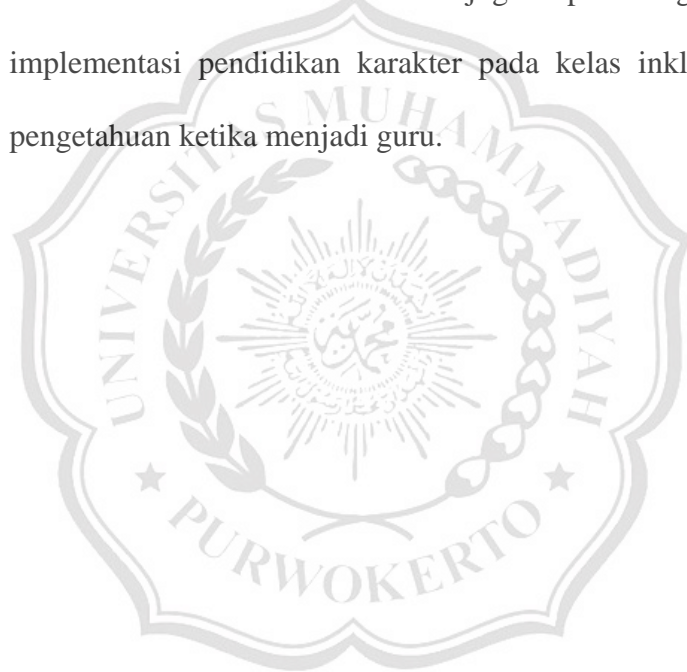 implementasi pendidikan karakter pada kelas inkl
pengetahuan ketika menjadi guru.
UNIVERSITAS MUHAMMADIYAH
PURWOKERTO